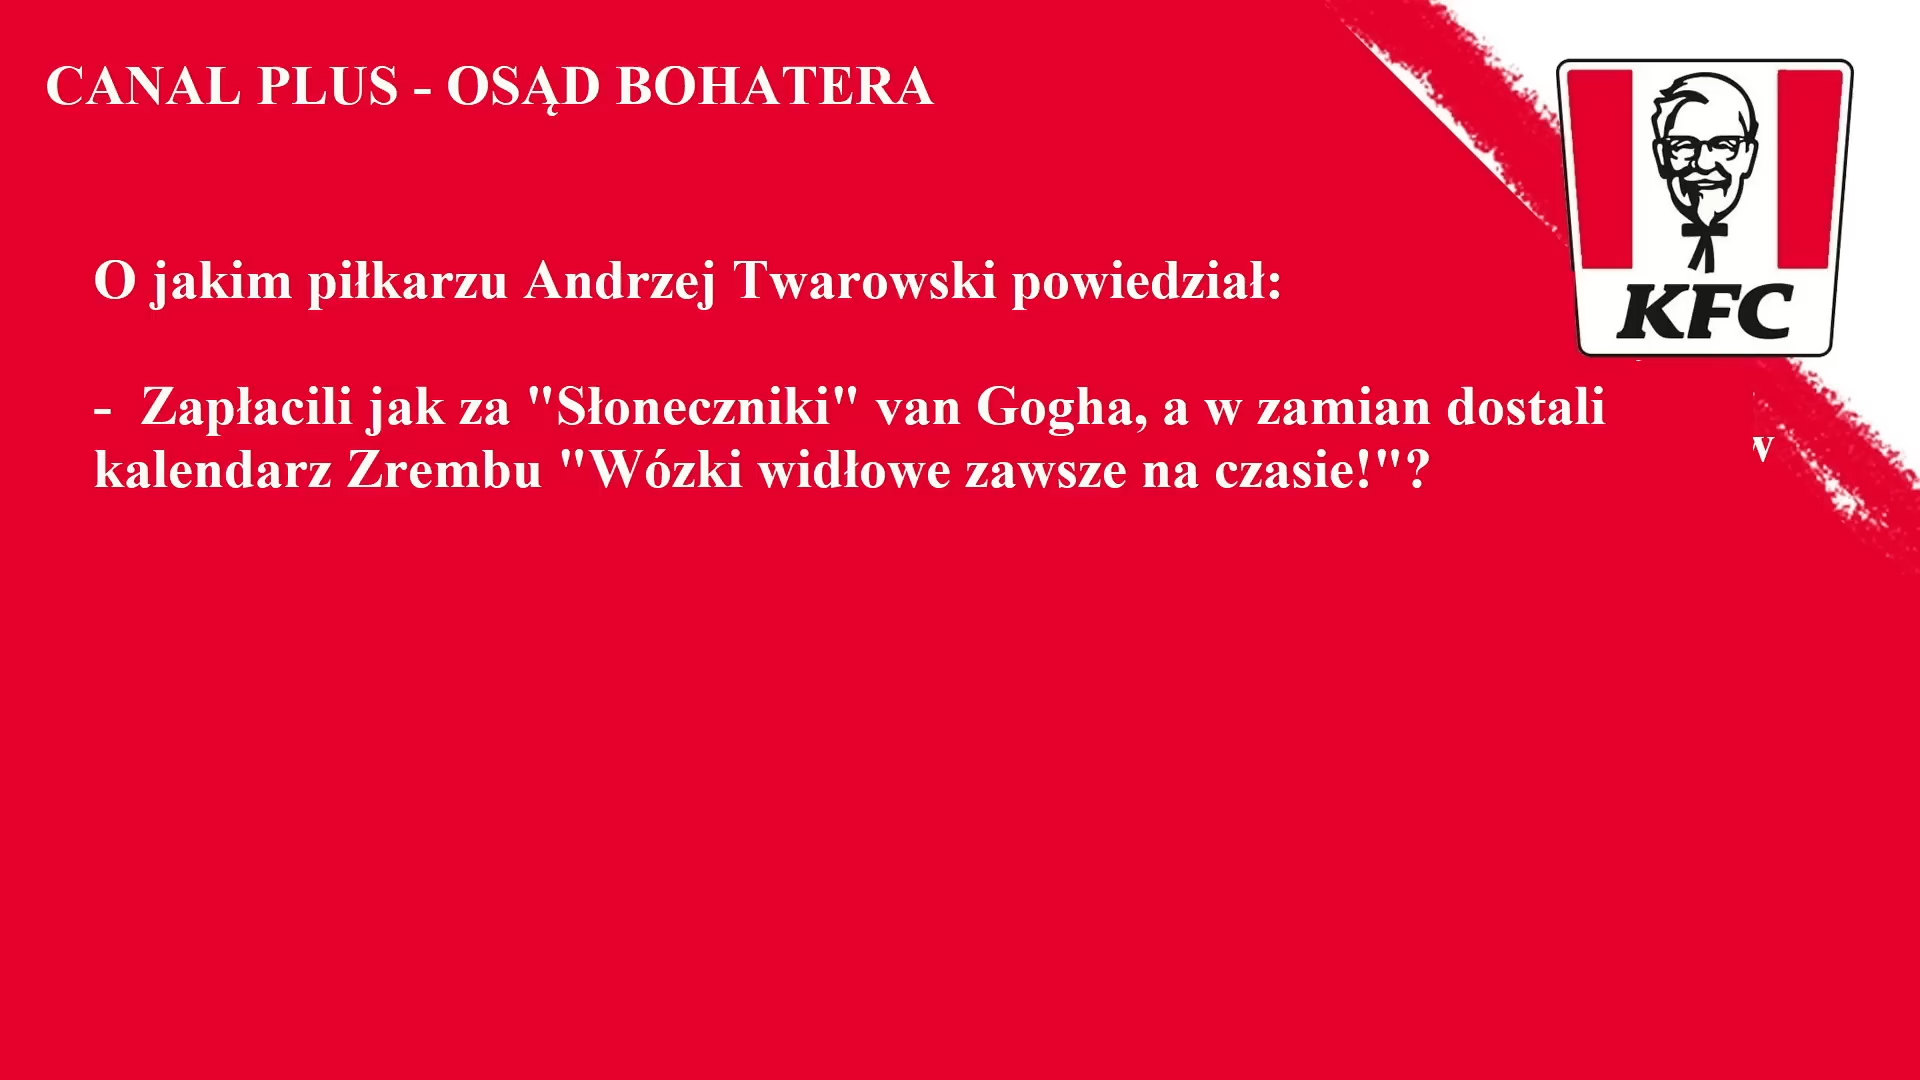 CANAL PLUS - OSĄD BOHATERA
O jakim piłkarzu Andrzej Twarowski powiedział:
- Zapłacili jak za "Słoneczniki" van Gogha, a w zamian dostali
kalendarz Zrembu "Wózki widłowe zawsze na czasie!"?
KFC